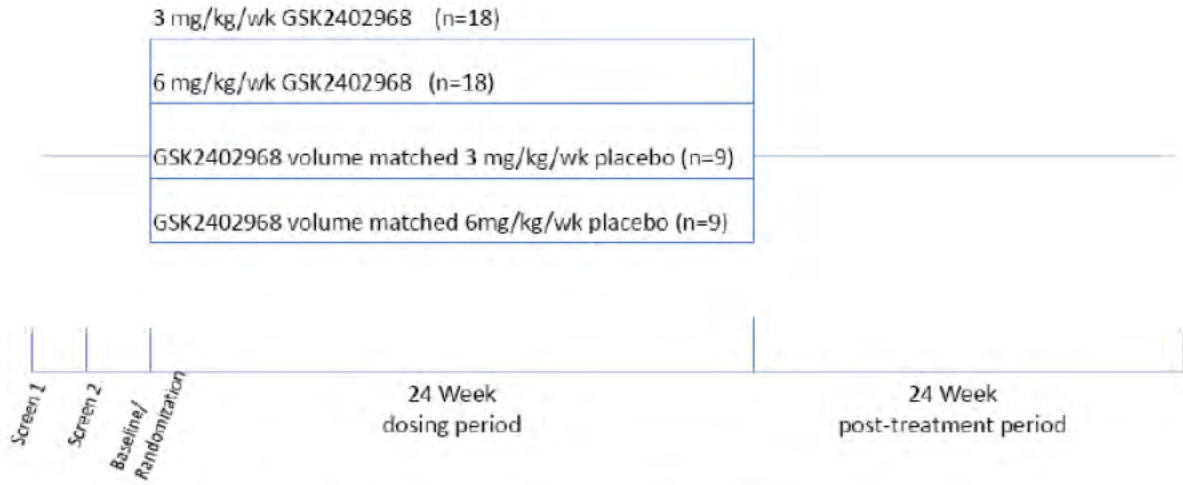 3 mg/kg/wk GSK2402968 (n=18)
6 mg/kg/wk GSK2402968 (n=18)
GSK2402968 volume matched 3 mg/kg/wk placebo (n=9)
GSK2402968 volume matched 6mg/kg/wk placebo (n=9)
Screen 1
Screen 2
Baseline/
Randomization
24 Week
dosing period
24 Week
post-treatment period